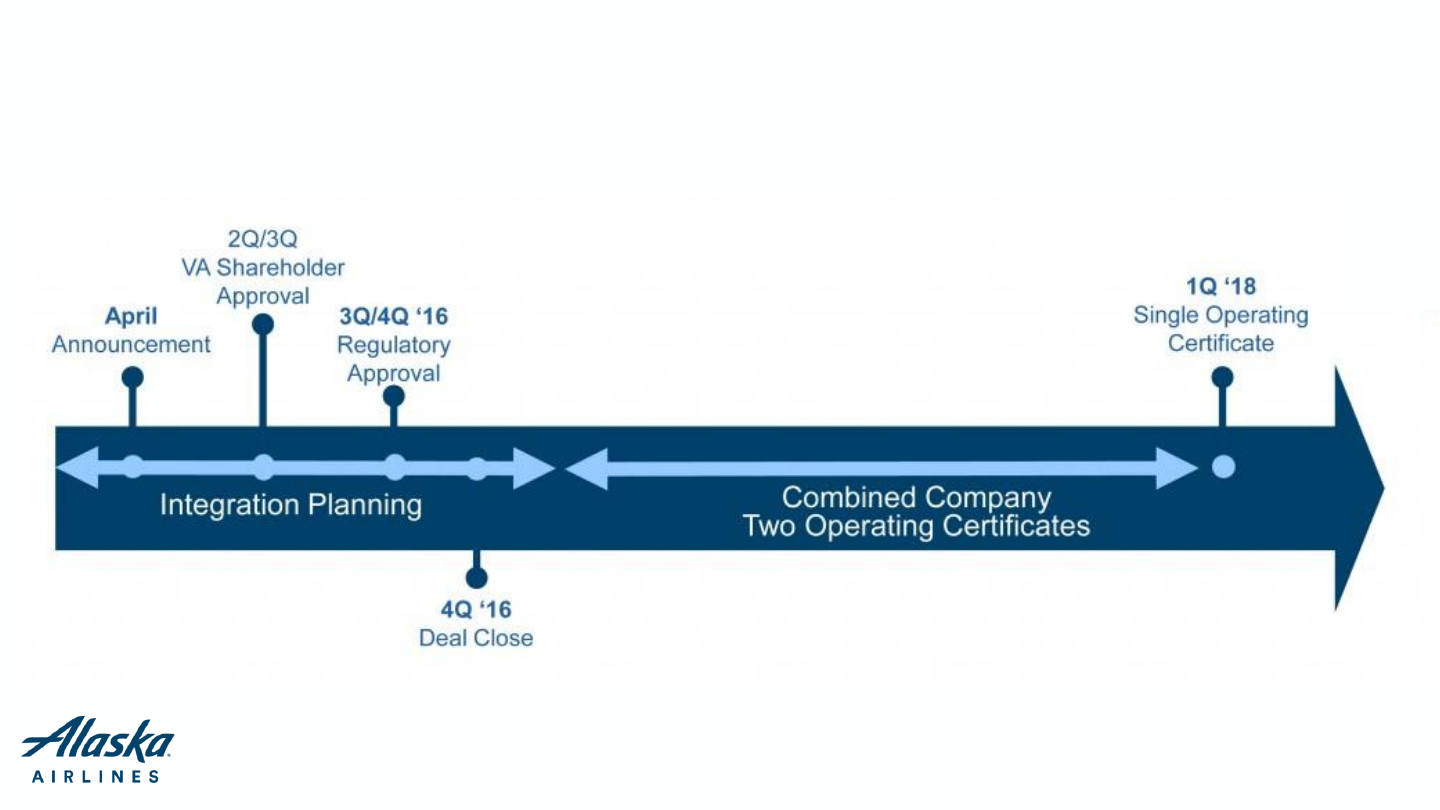 2Q/3Q
VA Shareholder
Approval
April
Announcement
3Q/4Q ‘16
Regulatory
Approval
1Q ‘18
Single Operating
Certificate
Integration Planning
Combined Company
Two Operating Certificates
4Q ‘16
Deal Close
Alaska
AIRLINES